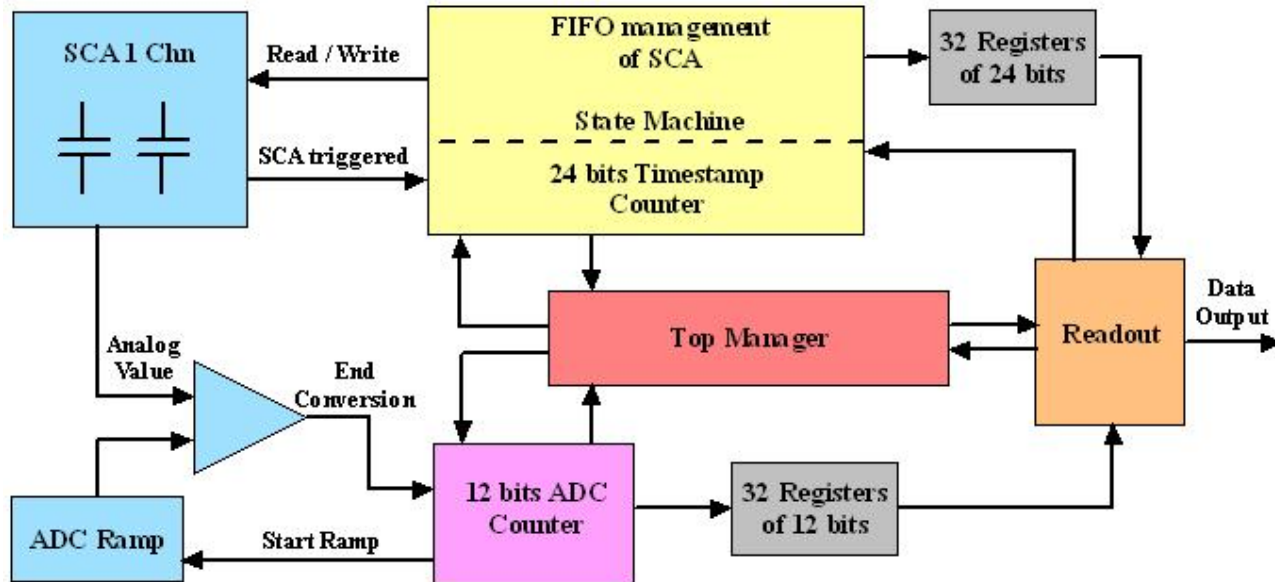 SCA 1 Chn
Read / Write
SCA triggered
FIFO management
of SCA
State Machine
24 bits Timestamp
Counter
32 Registers
of 24 bits
Top Manager
Readout
Data
Output
Analog
Value
End
Conversion
ADC Ramp
Start Ramp
12 bits ADC
Counter
32 Registers
of 12 bits